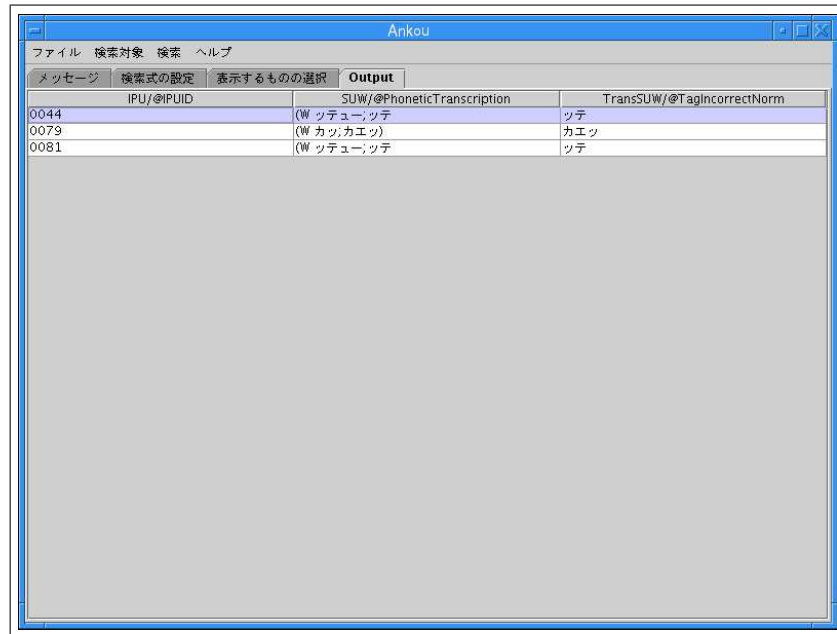 Ankou
ファイル 検索対象 検索 ヘルプ
メッセージ 検索式の設定 表示するものの選択 Output
IPU/@IPUID SUW/@PhoneticTranscription TransSUW/@TagIncorrectNorm
0044 (W ッテュー;ッテ ッテ
0079 (W カッ;カエッ) カエッ
0081 (W ッテュー;ッテ ッテ